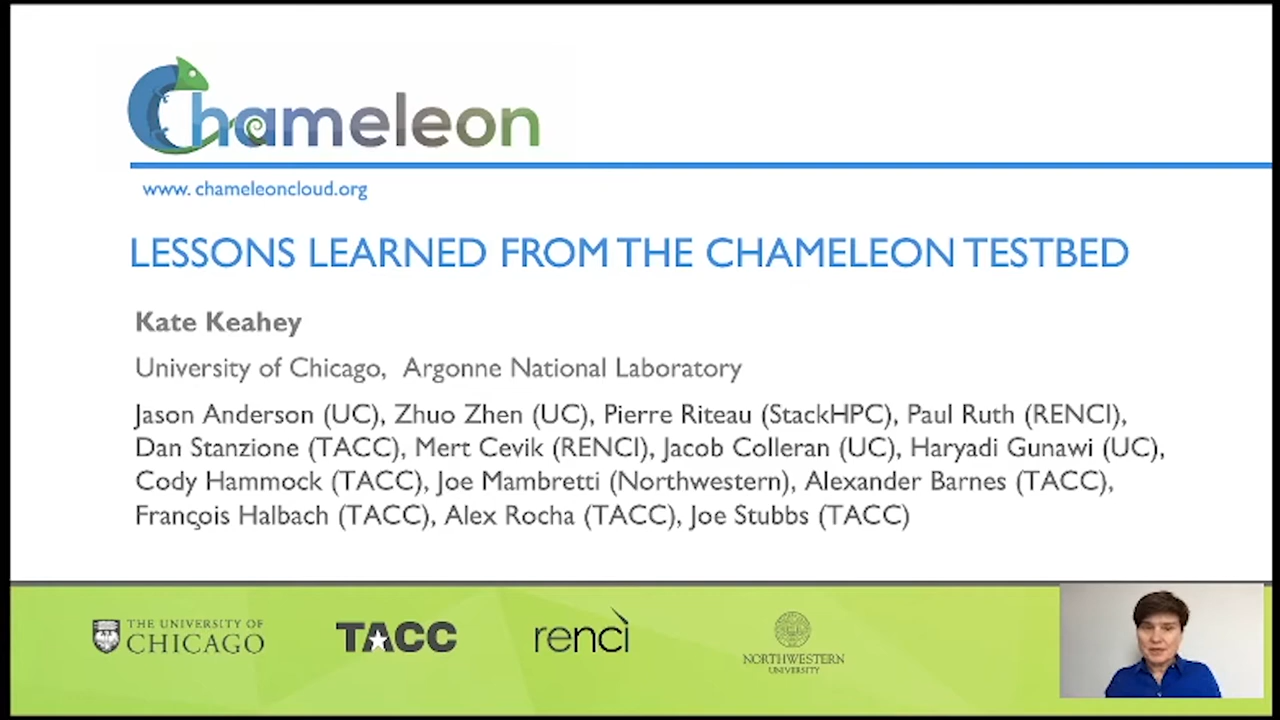 Chameleon
www. chameleoncloud.org
LESSONS LEARNED FROM THE CHAMELEON TESTBED
Kate Keahey
University of Chicago, Argonne National Laboratory
Jason Anderson (UC), Zhuo Zhen (UC), Pierre Riteau (StackHPC), Paul Ruth (RENCI),
Dan Stanzione (TACC), Mert Cevik (RENCI), Jacob Colleran (UC), Haryadi Gunawi (UC),
Cody Hammock (TACC), Joe Mambretti (Northwestern), Alexander Barnes (TACC),
François Halbach (TACC), Alex Rocha (TACC), Joe Stubbs (TACC)
THE UNIVERSITY OF
CHICAGO
TACC
renci
NORTHWESTERN
UNIVERSITY